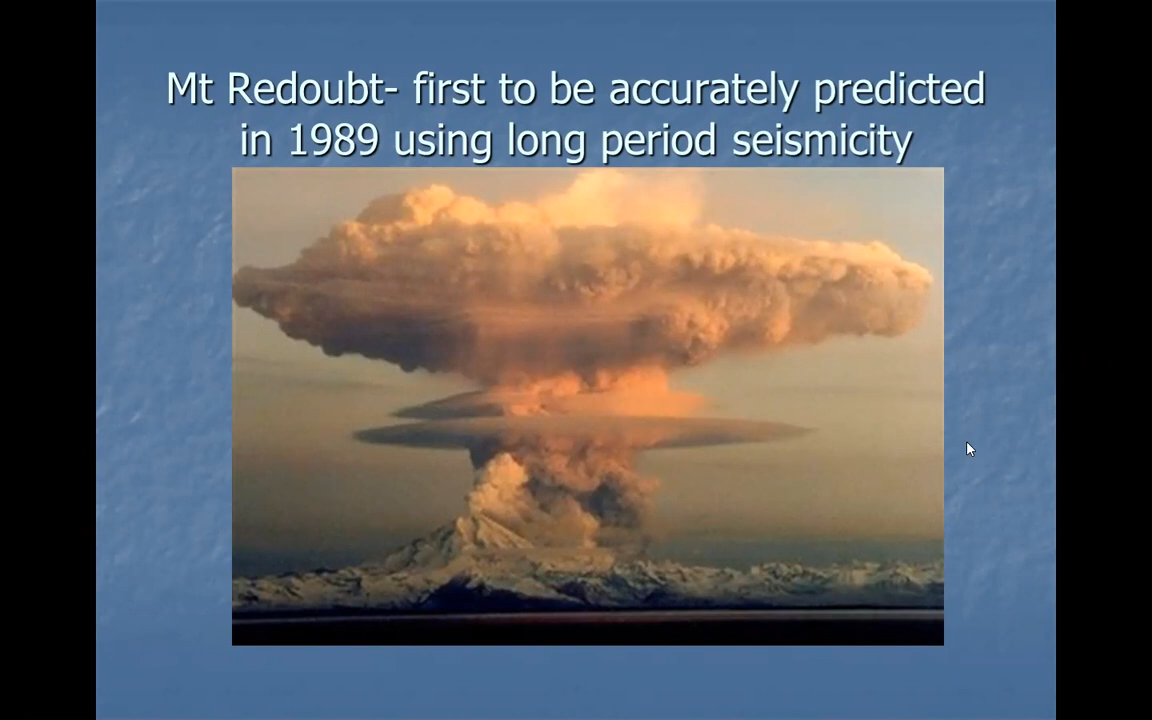 Mt Redoubt- first to be accurately predicted
in 1989 using long period seismicity